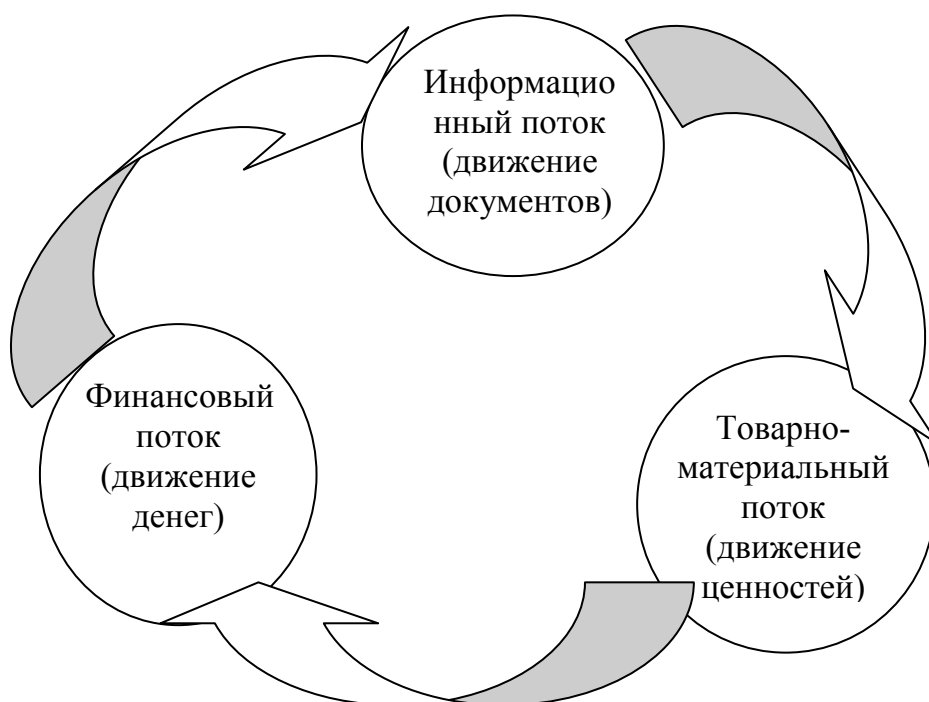 Информацио
нный поток
(движение
документов)
Финансовый
поток
(движение
денег)
Товарно-
материальный
поток
(движение
ценностей)